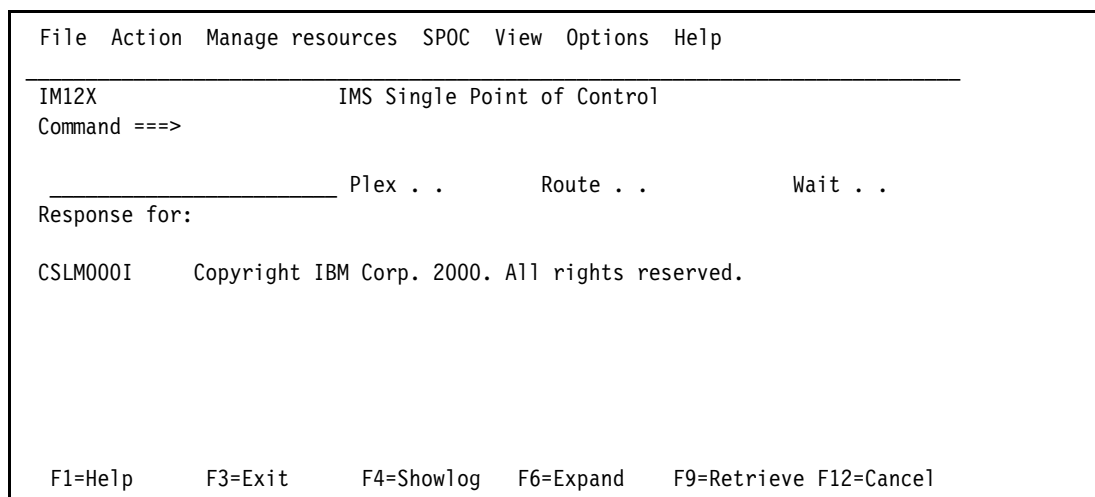 File Action Manage resources SPOC View Options Help
IM12X IMS Single Point of Control
Command ===>
Plex . . Route . . Wait . .
Response for:
CSLM000I Copyright IBM Corp. 2000. All rights reserved.
F1=Help F3=Exit F4=Showlog F6=Expand F9=Retrieve F12=Cancel